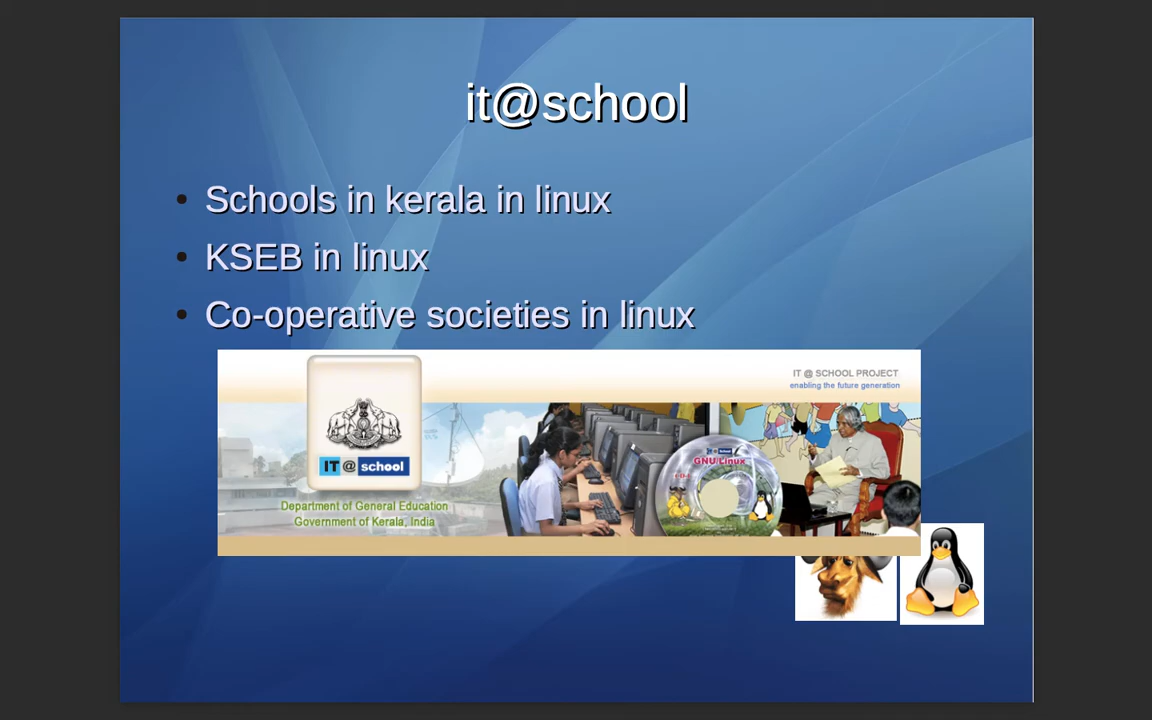 it@school
Schools in kerala in linux
KSEB in linux
Co-operative societies in linux
IT @ SCHOOL PROJECT
enabling the future generation
IT @ school
GNU/Linux
Department of General Education
Government of Kerala, India